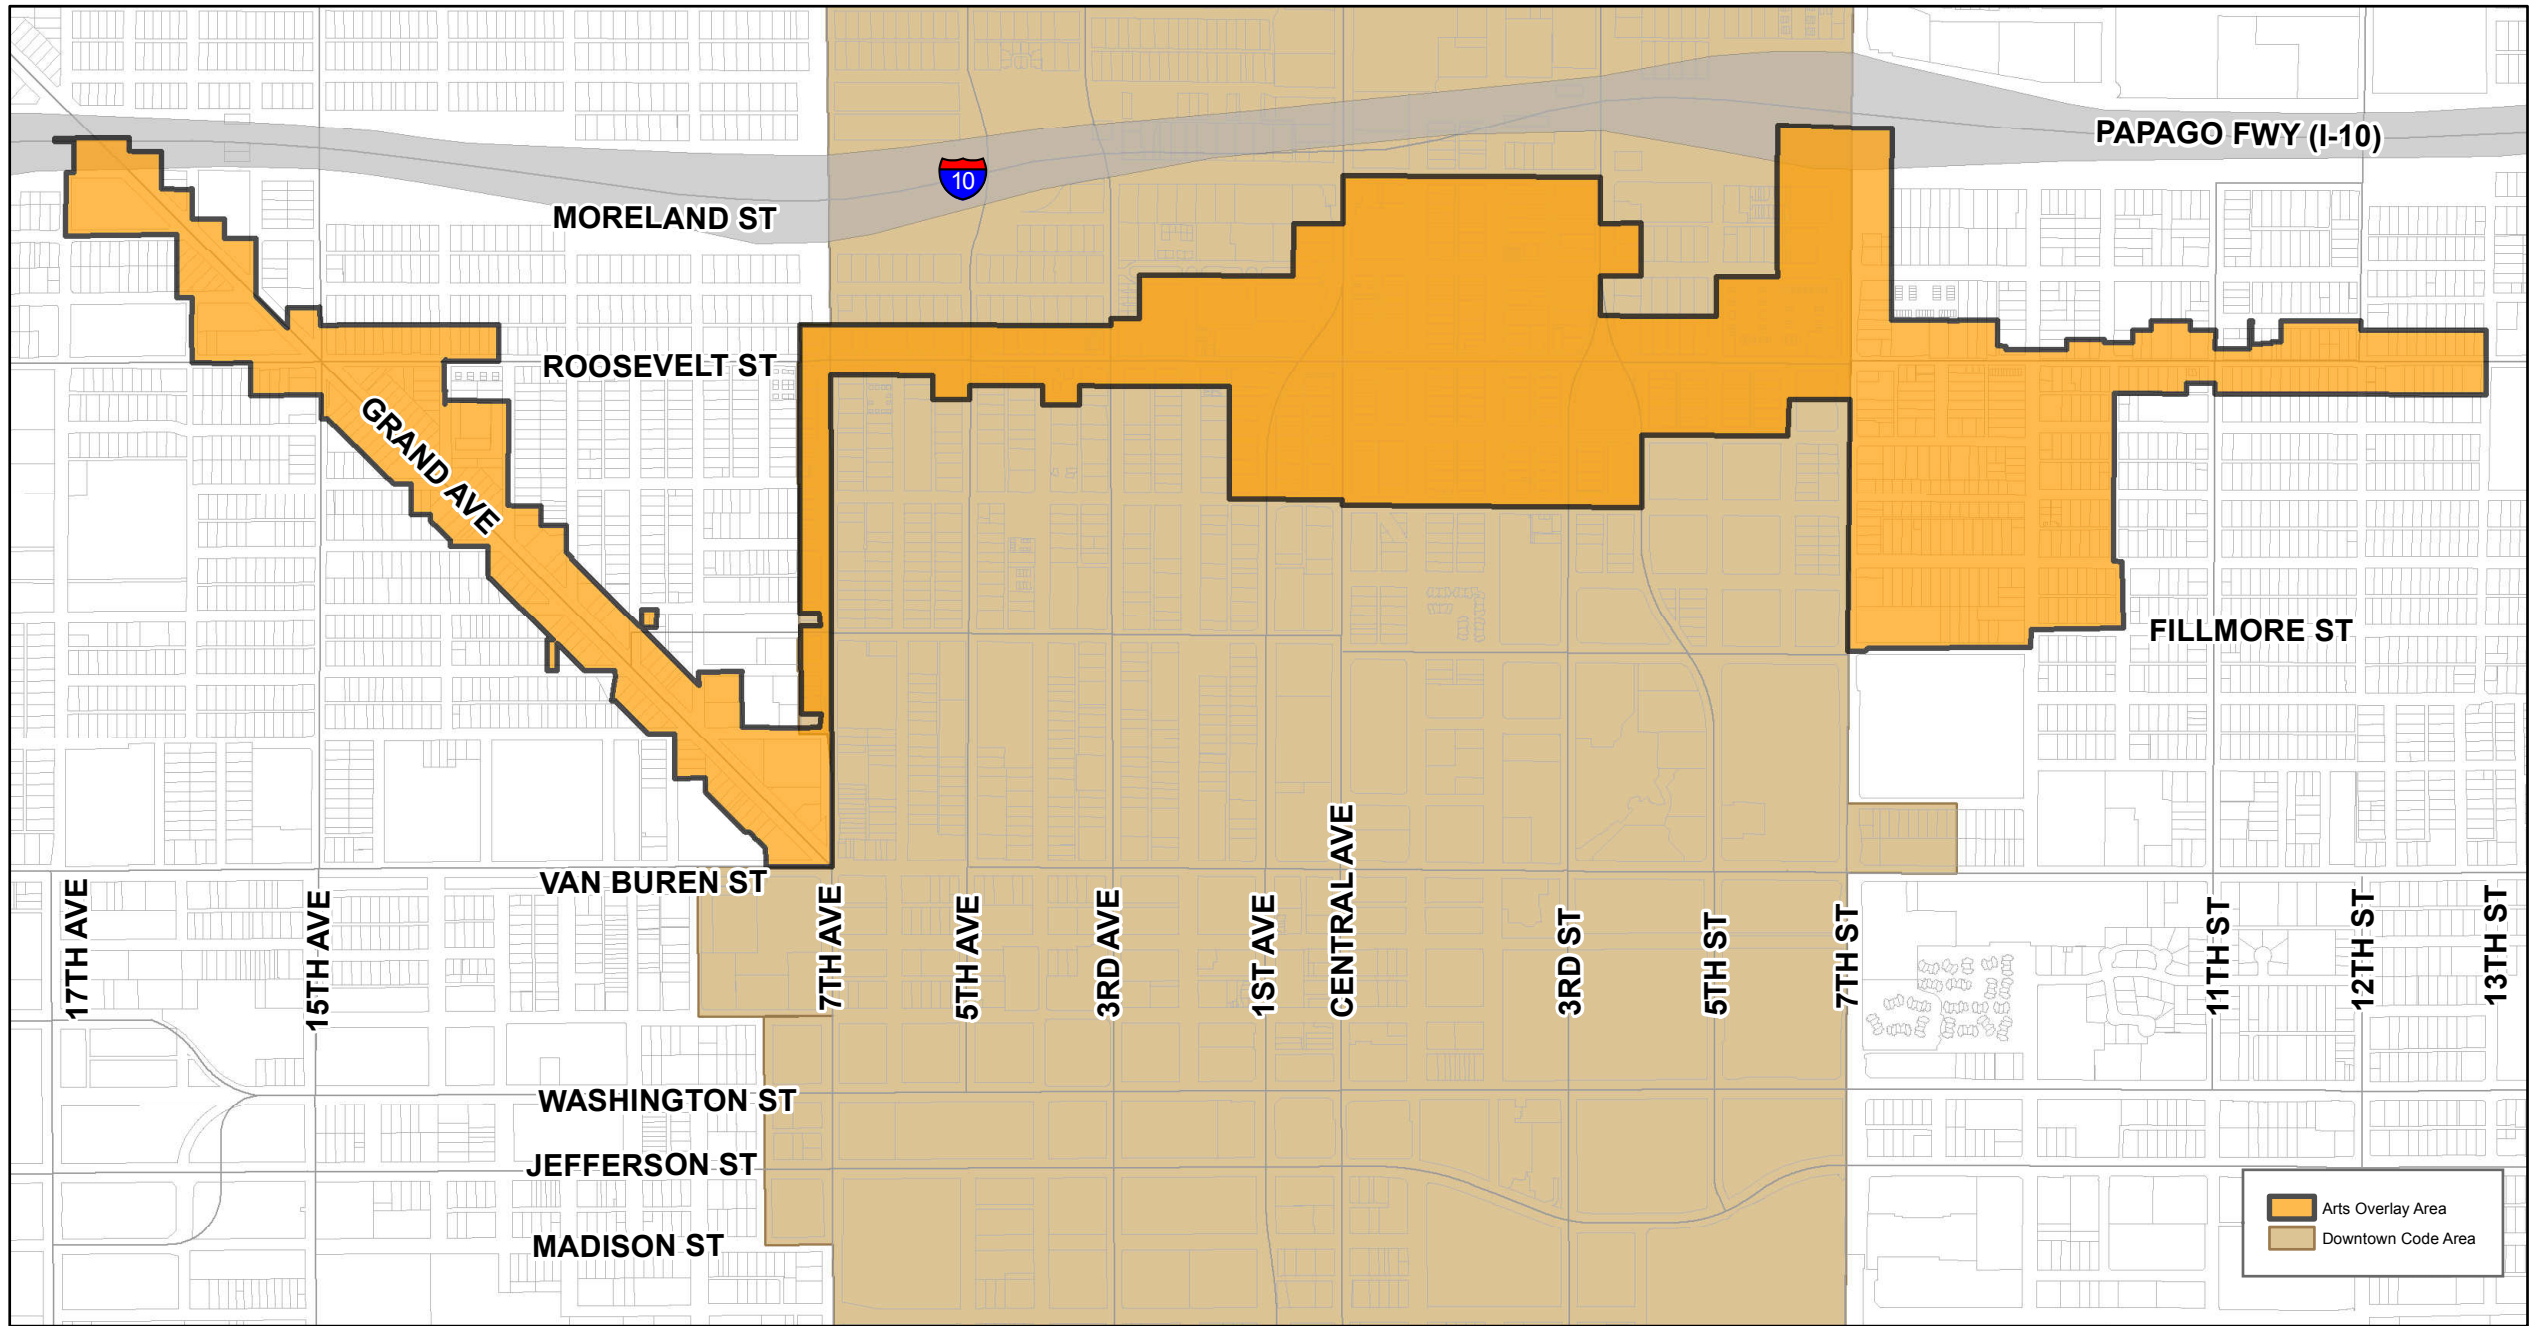 PAPAGO FWY (I-10)
10
MORELAND ST
ROOSEVELT ST
GRAND AVE
FILLMORE ST
VAN BUREN ST
17TH AVE
15TH AVE
7TH AVE
5TH AVE
3RD AVE
1ST AVE
CENTRAL AVE
3RD ST
5TH ST
7TH ST
11TH ST
12TH ST
13TH ST
WASHINGTON ST
JEFFERSON ST
MADISON ST
Arts Overlay Area
Downtown Code Area